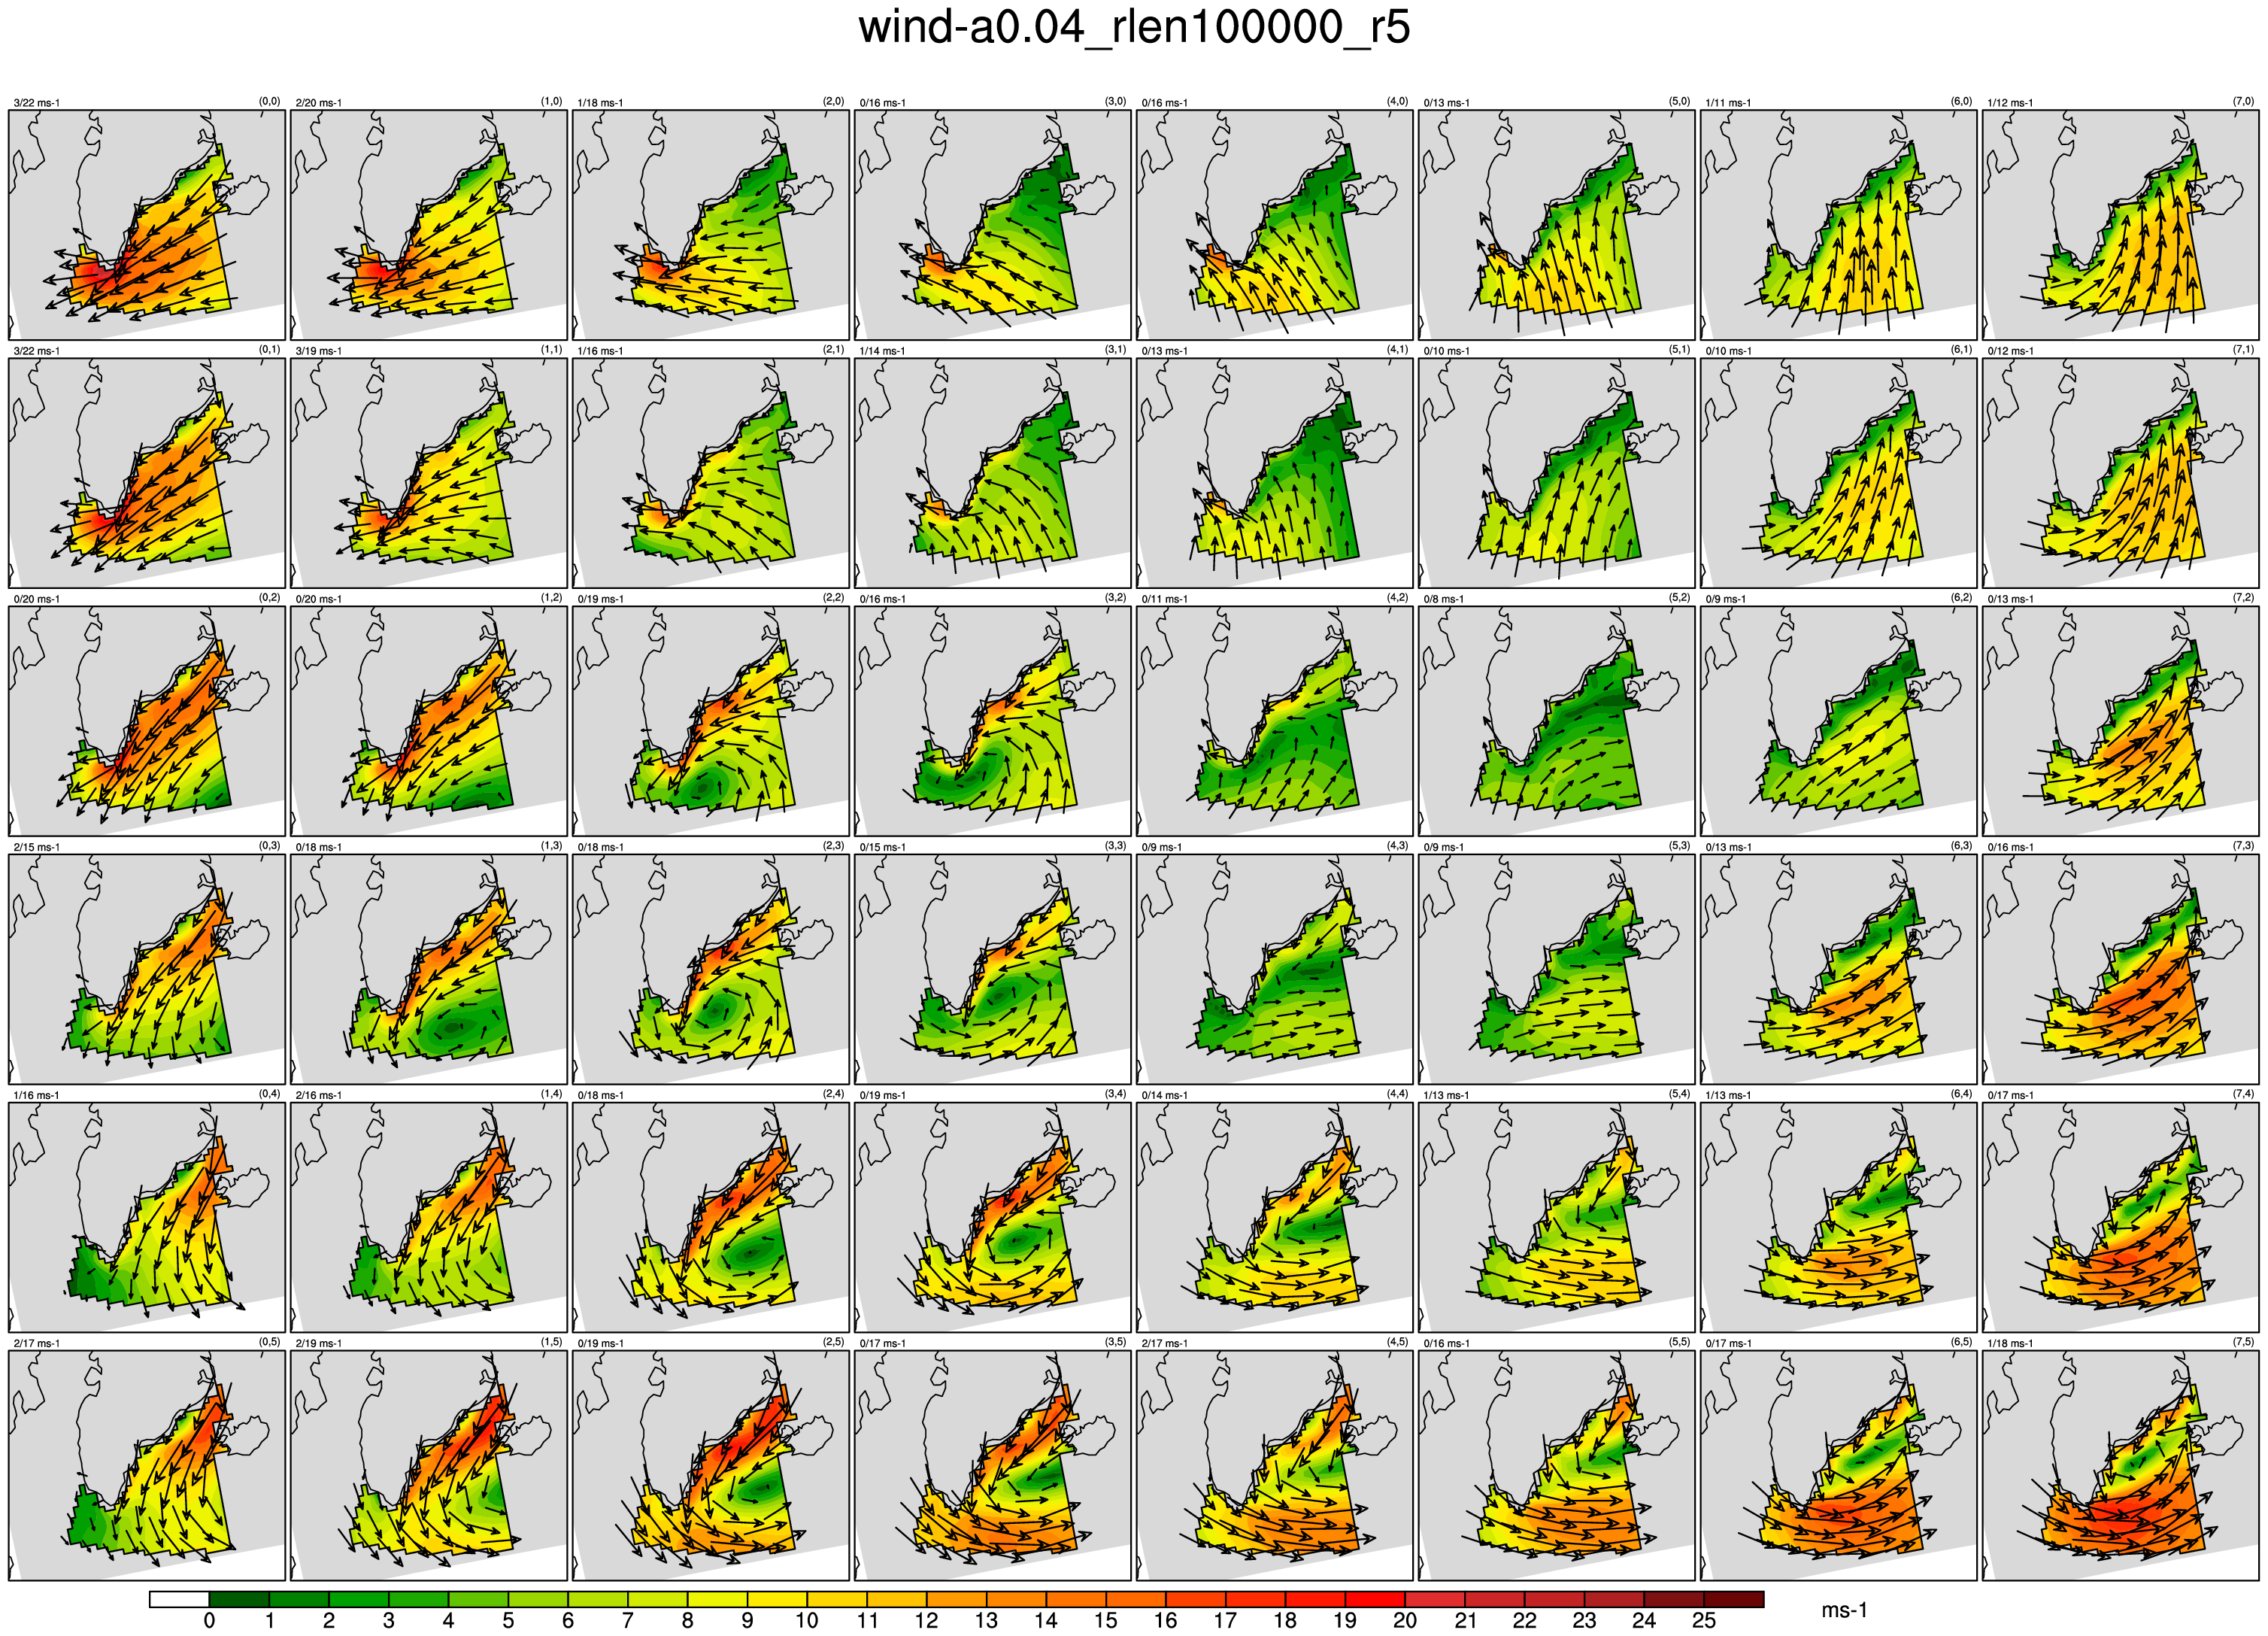 wind-a0.04_rlen100000_r5
3/22 ms-1 (0,0) 2/20 ms-1 (1,0) 1/18 ms-1 (2,0) 0/16 ms-1 (3,0) 0/16 ms-1 (4,0) 0/13 ms-1 (5,0) 1/11 ms-1 (6,0) 1/12 ms-1 (7,0)
3/22 ms-1 (0,1) 3/19 ms-1 (1,1) 1/16 ms-1 (2,1) 1/14 ms-1 (3,1) 0/13 ms-1 (4,1) 0/10 ms-1 (5,1) 0/10 ms-1 (6,1) 0/12 ms-1 (7,1)
0/20 ms-1 (0,2) 0/20 ms-1 (1,2) 0/19 ms-1 (2,2) 0/16 ms-1 (3,2) 0/11 ms-1 (4,2) 0/8 ms-1 (5,2) 0/9 ms-1 (6,2) 0/13 ms-1 (7,2)
2/15 ms-1 (0,3) 0/18 ms-1 (1,3) 0/18 ms-1 (2,3) 0/15 ms-1 (3,3) 0/9 ms-1 (4,3) 0/9 ms-1 (5,3) 0/13 ms-1 (6,3) 0/16 ms-1 (7,3)
1/16 ms-1 (0,4) 2/16 ms-1 (1,4) 0/18 ms-1 (2,4) 0/19 ms-1 (3,4) 0/14 ms-1 (4,4) 1/13 ms-1 (5,4) 1/13 ms-1 (6,4) 0/17 ms-1 (7,4)
2/17 ms-1 (0,5) 2/19 ms-1 (1,5) 0/19 ms-1 (2,5) 0/17 ms-1 (3,5) 2/17 ms-1 (4,5) 0/16 ms-1 (5,5) 0/17 ms-1 (6,5) 1/18 ms-1 (7,5)
0 1 2 3 4 5 6 7 8 9 10 11 12 13 14 15 16 17 18 19 20 21 22 23 24 25 ms-1